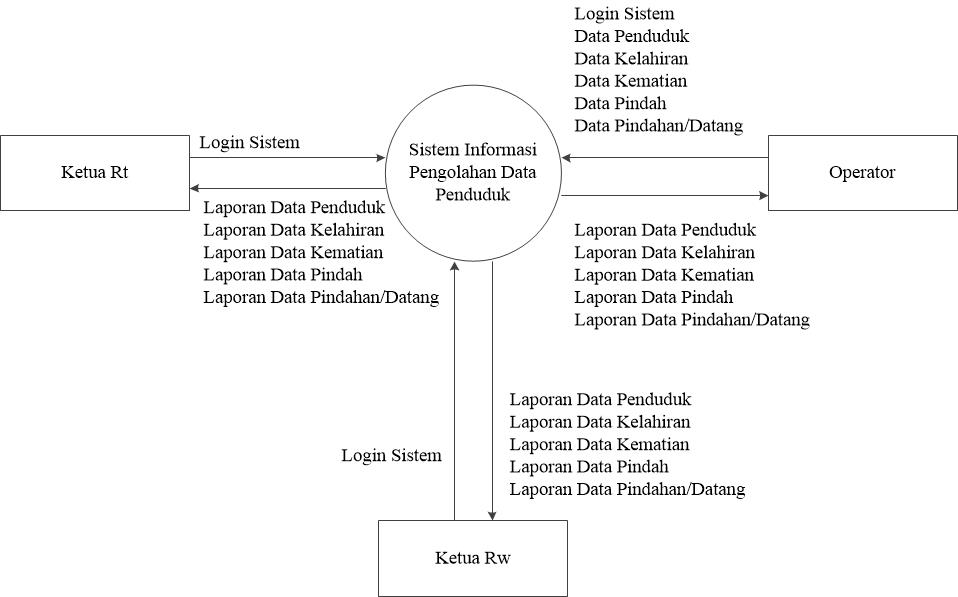 Login Sistem
Data Penduduk
Data Kelahiran
Data Kematian
Data Pindah
Data Pindahan/Datang
Ketua Rt
Login Sistem
Sistem Informasi
Pengolahan Data
Penduduk
Operator
Laporan Data Penduduk
Laporan Data Kelahiran
Laporan Data Kematian
Laporan Data Pindah
Laporan Data Pindahan/Datang
Laporan Data Penduduk
Laporan Data Kelahiran
Laporan Data Kematian
Laporan Data Pindah
Laporan Data Pindahan/Datang
Login Sistem
Laporan Data Penduduk
Laporan Data Kelahiran
Laporan Data Kematian
Laporan Data Pindah
Laporan Data Pindahan/Datang
Ketua Rw